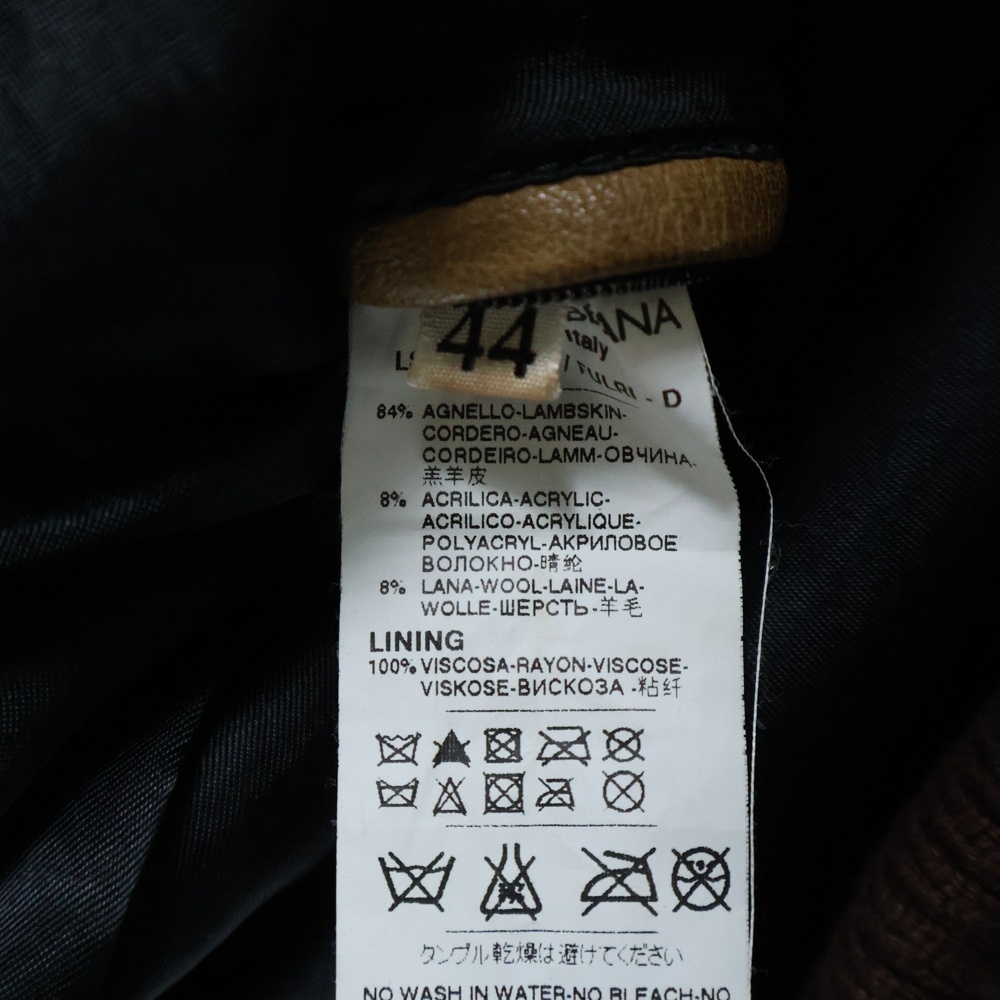 44
BANA
Italy
FULRI - D
84% AGNELLO-LAMBSKIN-
CORDERO-AGNEAU-
CORDEIRO-LAMM-ОВЧИНА-
羔羊皮
8% ACRILICA-ACRYLIC-
ACRILICO-ACRYLIQUE-
POLYACRYL-АКРИЛОВОЕ
ВОЛОКНО-晴纶
8% LANA-WOOL-LAINE-LA-
WOLLE-ШЕРСТЬ-羊毛
LINING
100% VISCOSA-RAYON-VISCOSE-
VISKOSE-ВИСКОЗА -粘纤
タンブル乾燥は避けてください
NO WASH IN WATER-NO BLEACH-NO